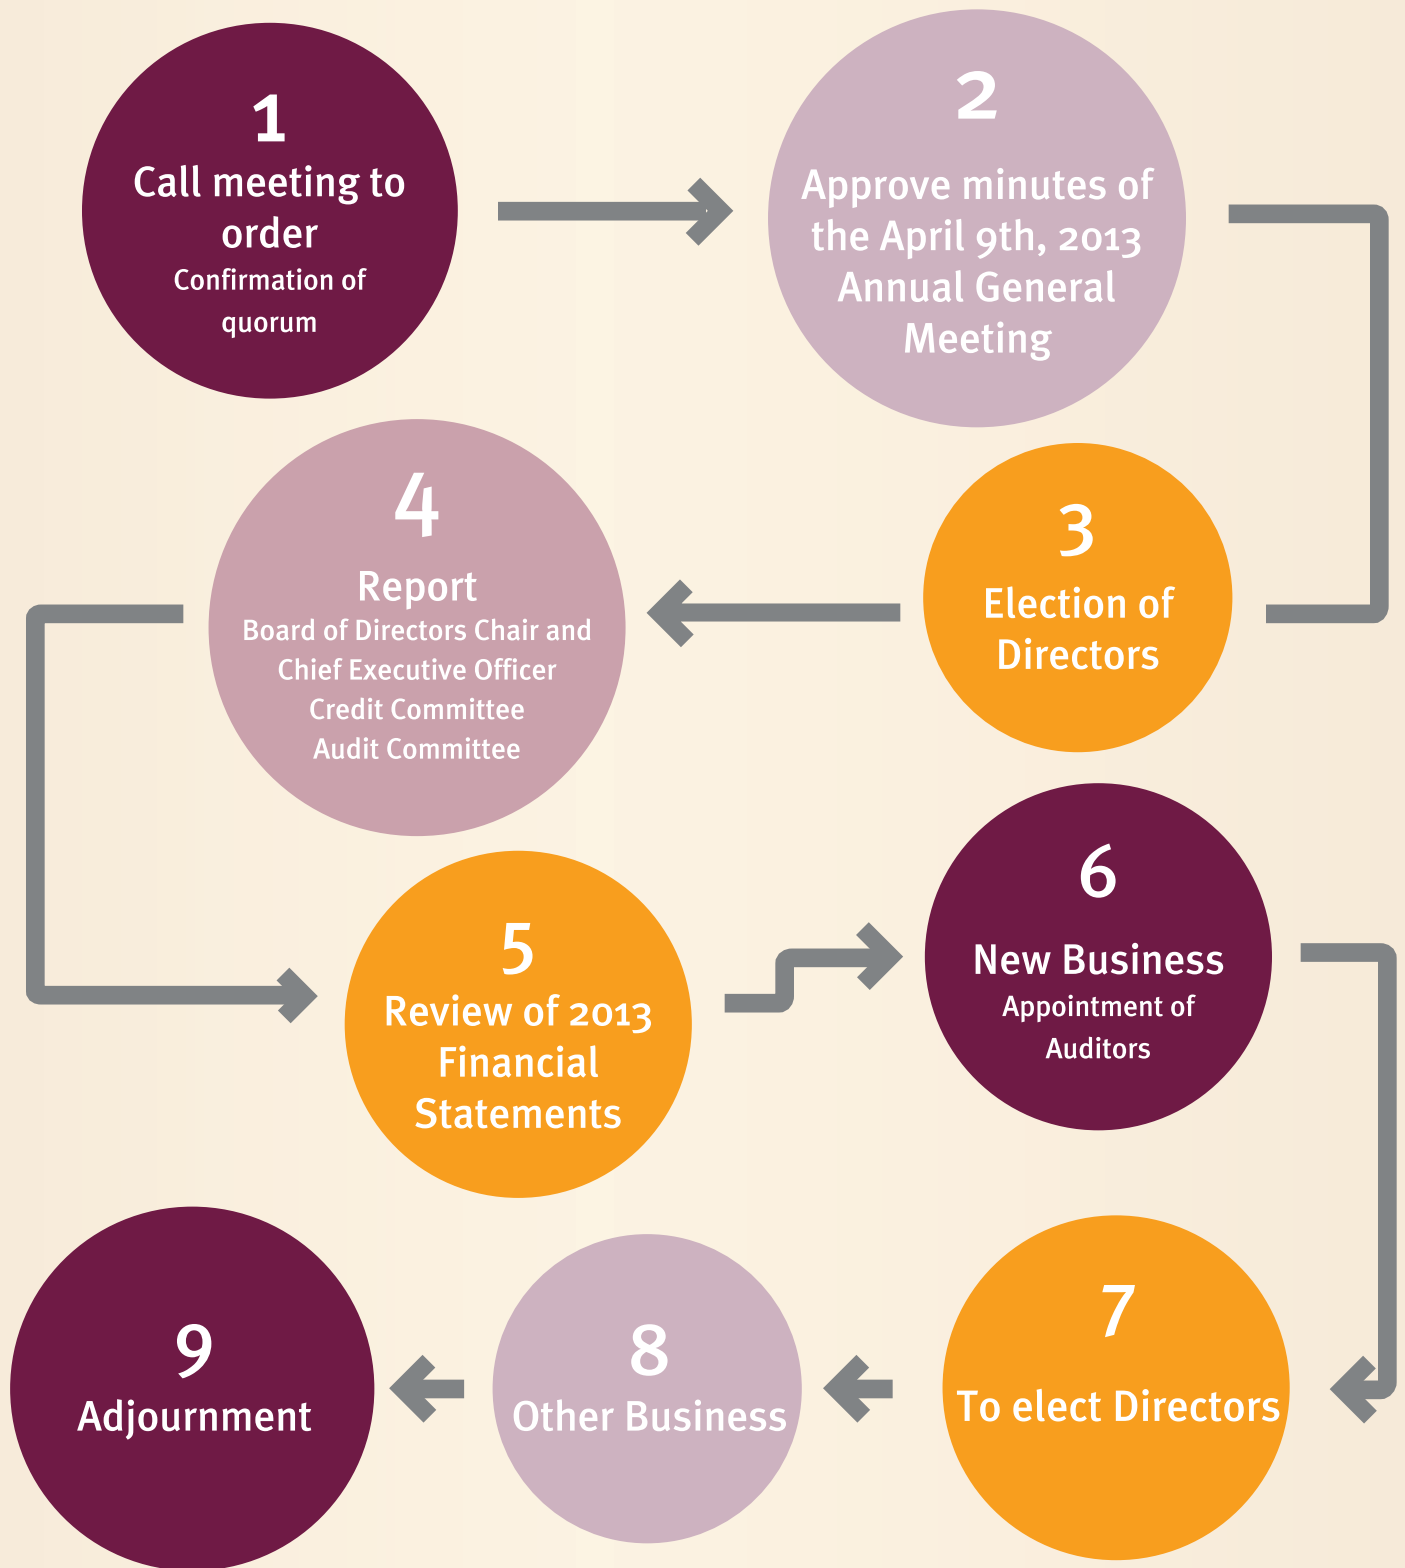 1
Call meeting to
order
Confirmation of
quorum
2
Approve minutes of
the April 9th, 2013
Annual General
Meeting
3
Election of
Directors
4
Report
Board of Directors Chair and
Chief Executive Officer
Credit Committee
Audit Committee
5
Review of 2013
Financial
Statements
6
New Business
Appointment of
Auditors
7
To elect Directors
8
Other Business
9
Adjournment